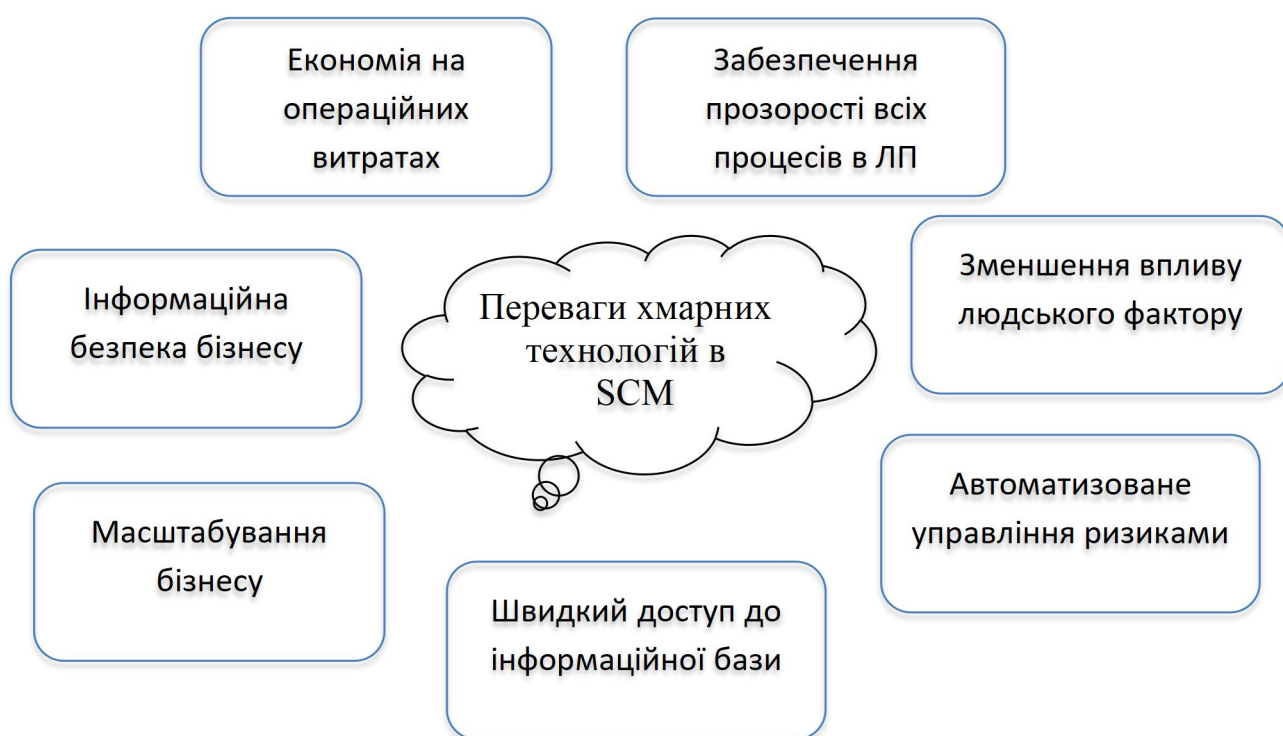 Економія на
операційних
витратах
Забезпечення
прозорості всіх
процесів в ЛП
Інформаційна
безпека бізнесу
Переваги хмарних
технологій в
SCM
Зменшення впливу
людського фактору
Масштабування
бізнесу
Швидкий доступ до
інформаційної бази
Автоматизоване
управління ризиками